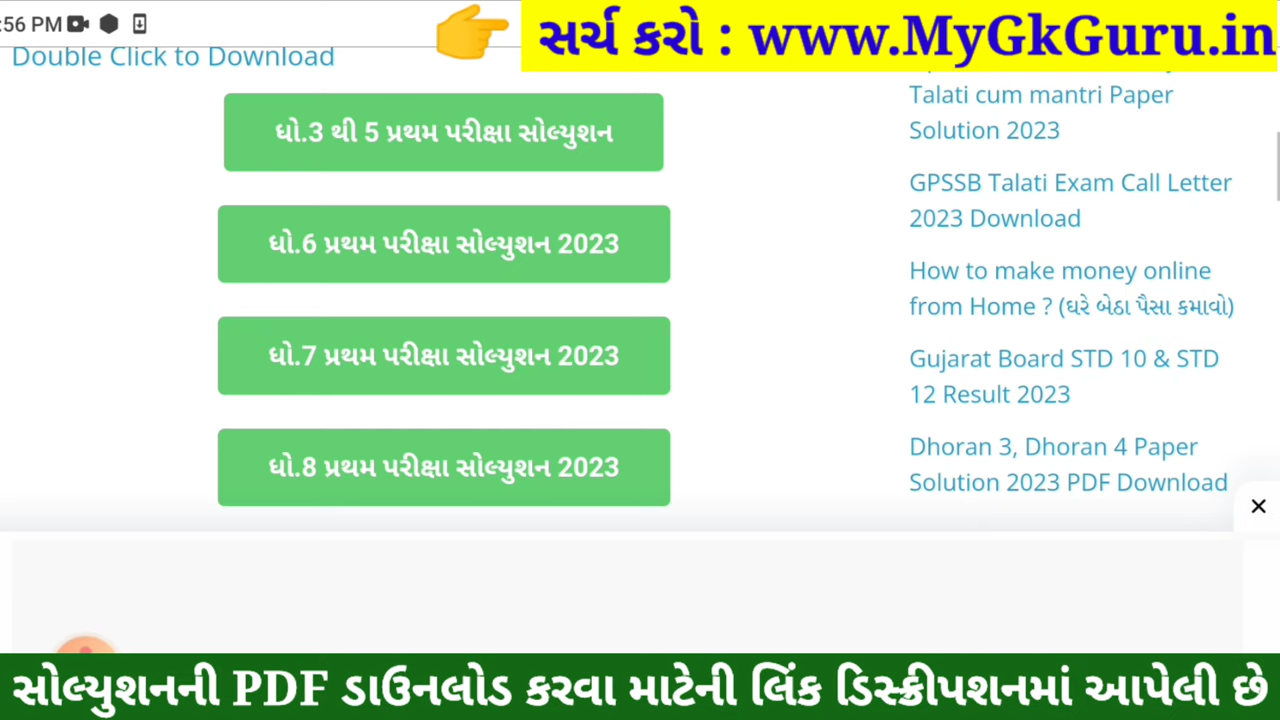 :56 PM
સર્ચ કરો : www.MyGkGuru.in
Double Click to Download
ધો.3 થી 5 પ્રથમ પરીક્ષા સોલ્યુશન
ધો.6 પ્રથમ પરીક્ષા સોલ્યુશન 2023
ધો.7 પ્રથમ પરીક્ષા સોલ્યુશન 2023
ધો.8 પ્રથમ પરીક્ષા સોલ્યુશન 2023
Talati cum mantri Paper
Solution 2023
GPSSB Talati Exam Call Letter
2023 Download
How to make money online
from Home ? (ઘરે બેઠા પૈસા કમાવો)
Gujarat Board STD 10 & STD
12 Result 2023
Dhoran 3, Dhoran 4 Paper
Solution 2023 PDF Download
સોલ્યુશનની PDF ડાઉનલોડ કરવા માટેની લિંક ડિસ્ક્રીપશનમાં આપેલી છે